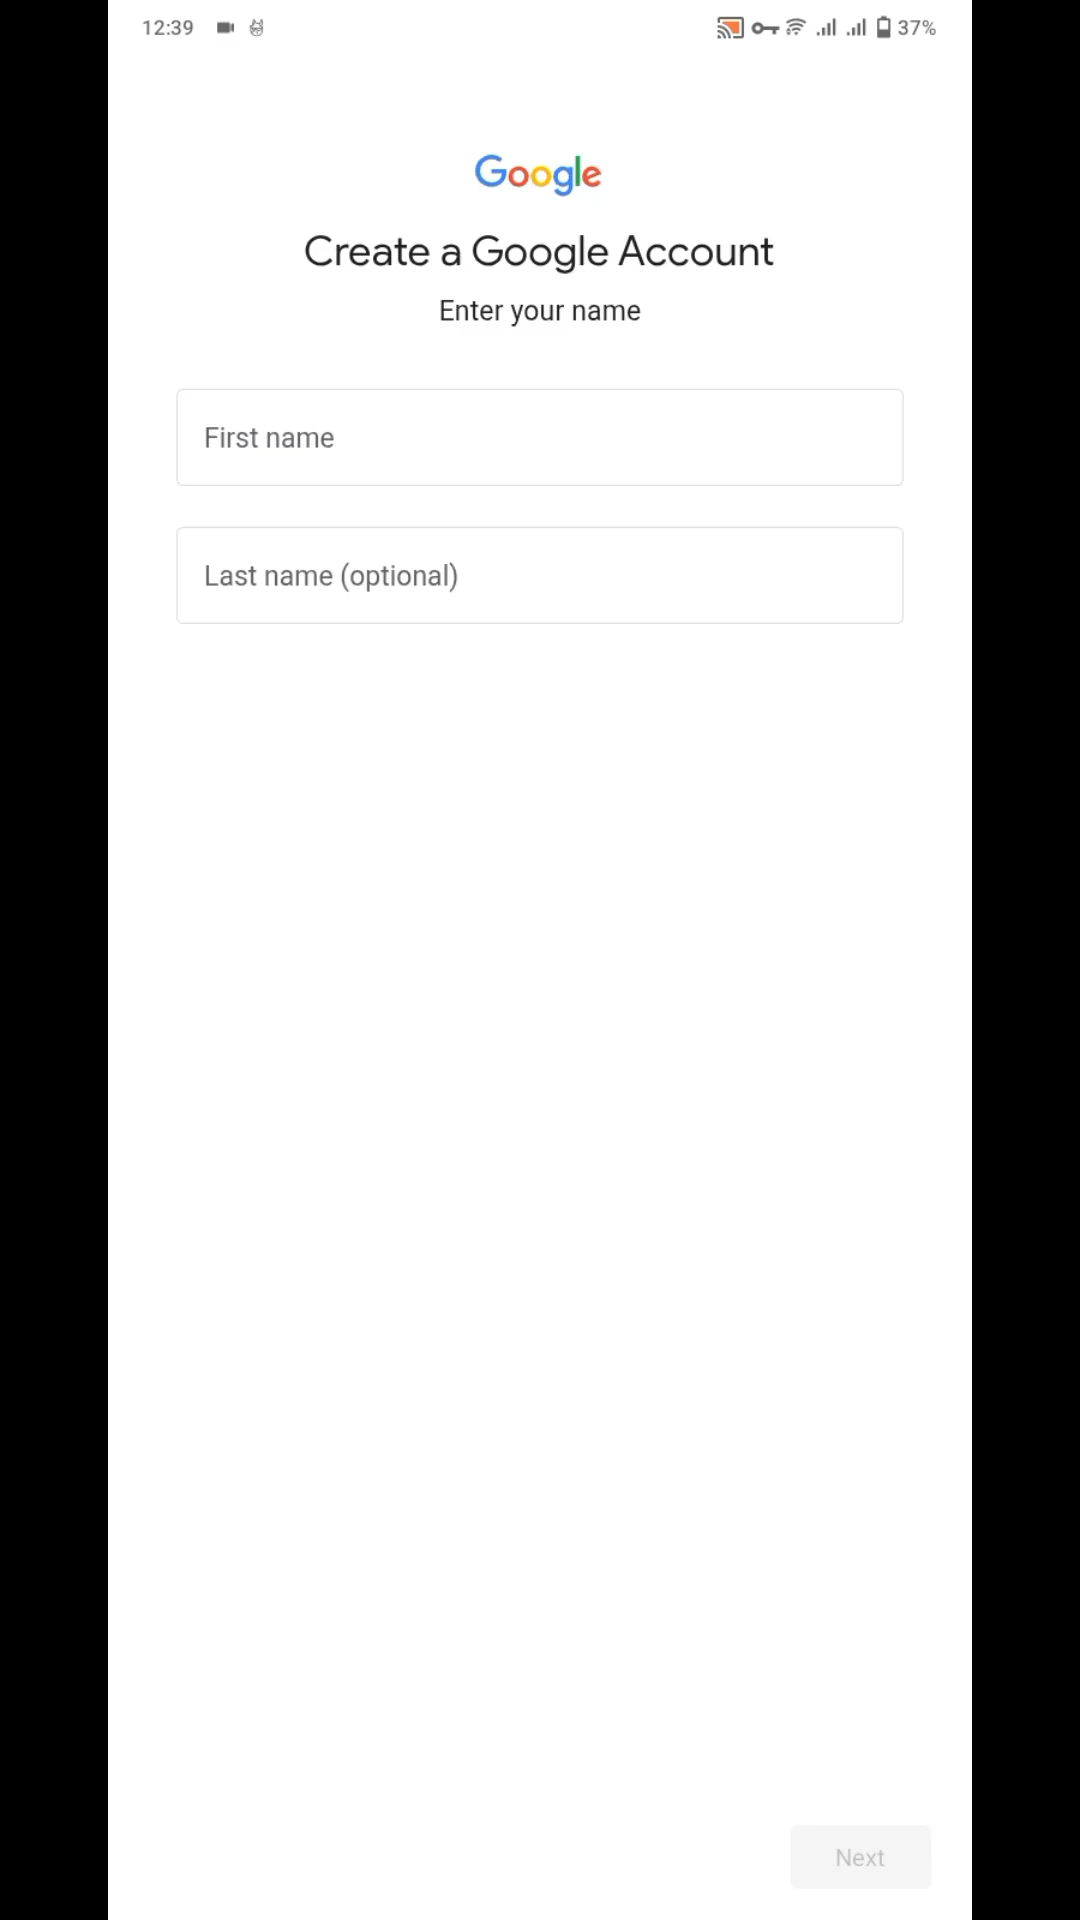 12:39 37%
Google
Create a Google Account
Enter your name
First name
Last name (optional)
Next